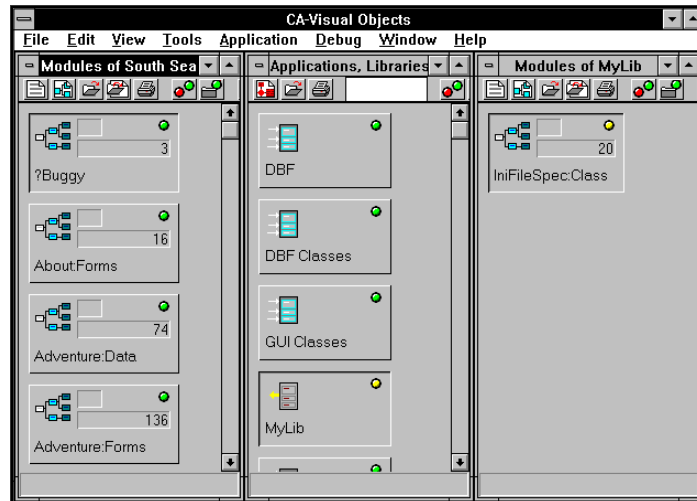 CA-Visual Objects
File Edit View Tools Application Debug Window Help
Modules of South Sea
Applications, Libraries
Modules of MyLib
3
?Buggy
16
About:Forms
74
Adventure:Data
136
Adventure:Forms
DBF
DBF Classes
GUI Classes
MyLib
20
IniFileSpec:Class